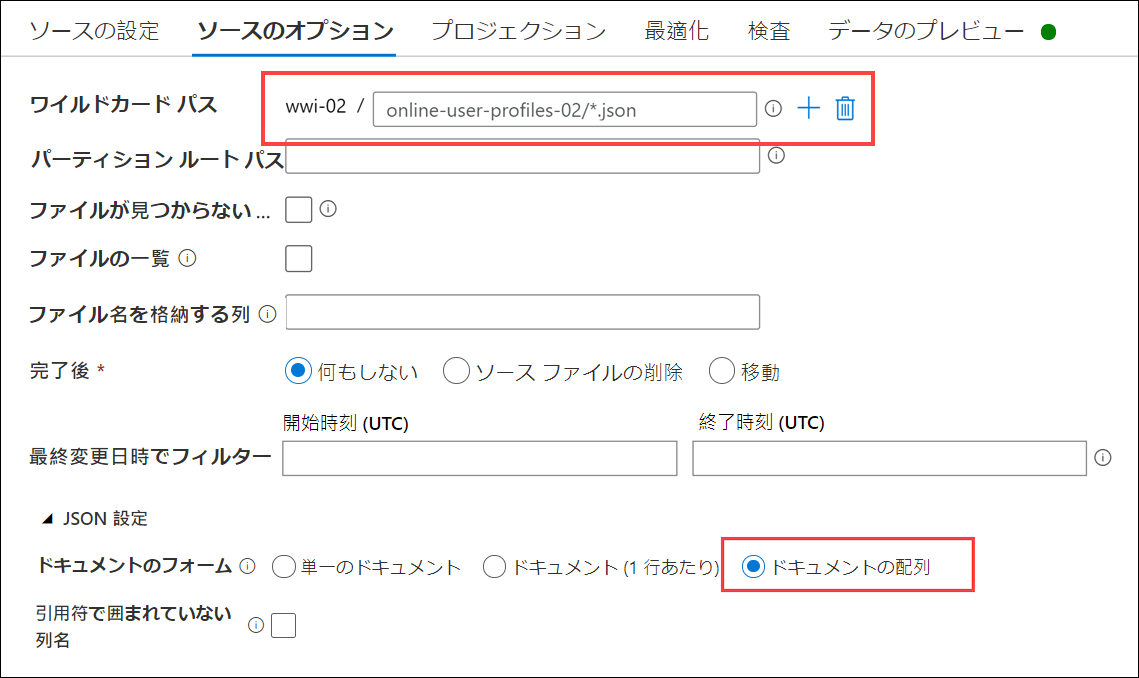 ソースの設定 ソースのオプション プロジェクション 最適化 検査 データのプレビュー
ワイルドカード パス wwi-02 / online-user-profiles-02/*.json
パーティション ルート パス
ファイルが見つからない ...
ファイルの一覧
ファイル名を格納する列
完了後 * 何もしない ソース ファイルの削除 移動
開始時刻 (UTC) 終了時刻 (UTC)
最終変更日時でフィルター
JSON 設定
ドキュメントのフォーム 単一のドキュメント ドキュメント (1 行あたり) ドキュメントの配列
引用符で囲まれていない
列名